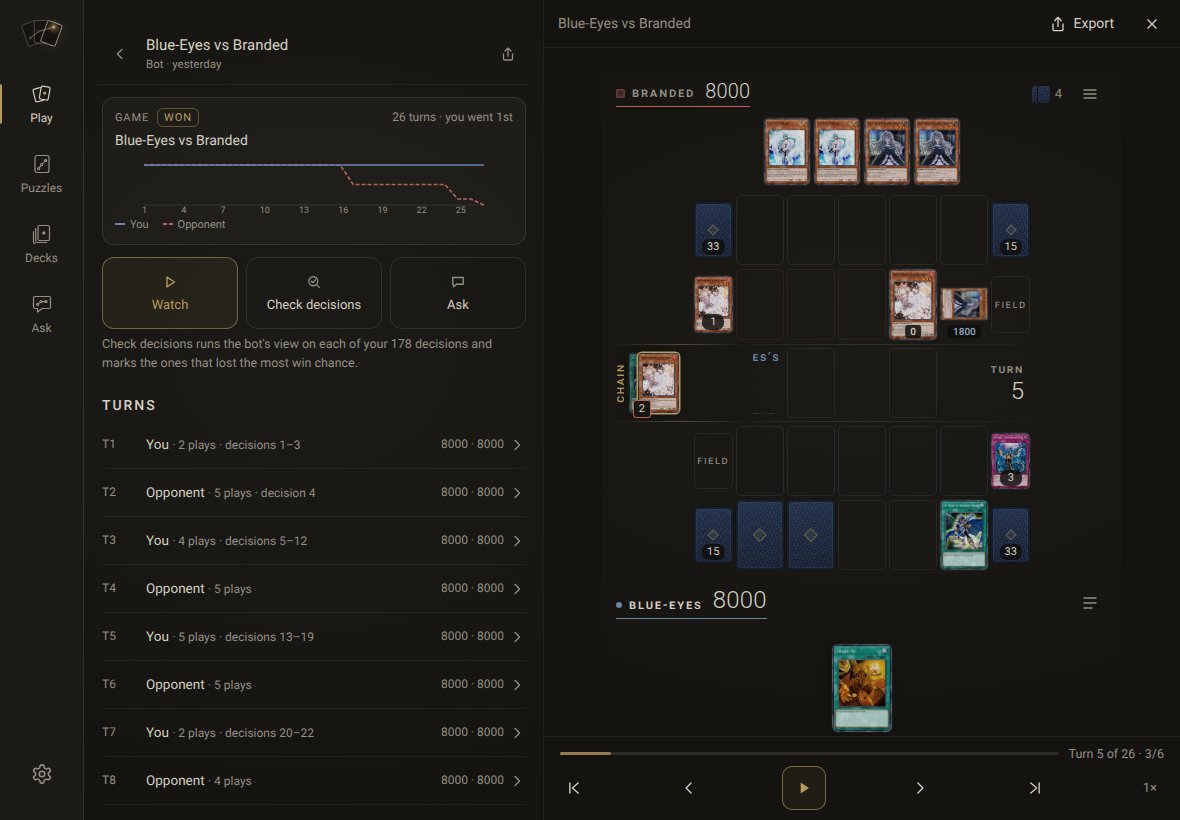 Play
Puzzles
Decks
Ask
Blue-Eyes vs Branded
Bot · yesterday
GAME WON 26 turns · you went 1st
Blue-Eyes vs Branded
1 4 7 10 13 16 19 22 25
You Opponent
Watch
Check decisions
Ask
Check decisions runs the bot's view on each of your 178 decisions and
marks the ones that lost the most win chance.
TURNS
T1 You · 2 plays · decisions 1–3 8000 · 8000
T2 Opponent · 5 plays · decision 4 8000 · 8000
T3 You · 4 plays · decisions 5–12 8000 · 8000
T4 Opponent · 5 plays 8000 · 8000
T5 You · 5 plays · decisions 13–19 8000 · 8000
T6 Opponent · 5 plays 8000 · 8000
T7 You · 2 plays · decisions 20–22 8000 · 8000
T8 Opponent · 4 plays 8000 · 8000
Blue-Eyes vs Branded
Export
BRANDED 8000
4
33
15
1
0
1800
FIELD
CHAIN
2
ES'S
TURN
5
FIELD
3
15
33
BLUE-EYES 8000
Turn 5 of 26 · 3/6
1×